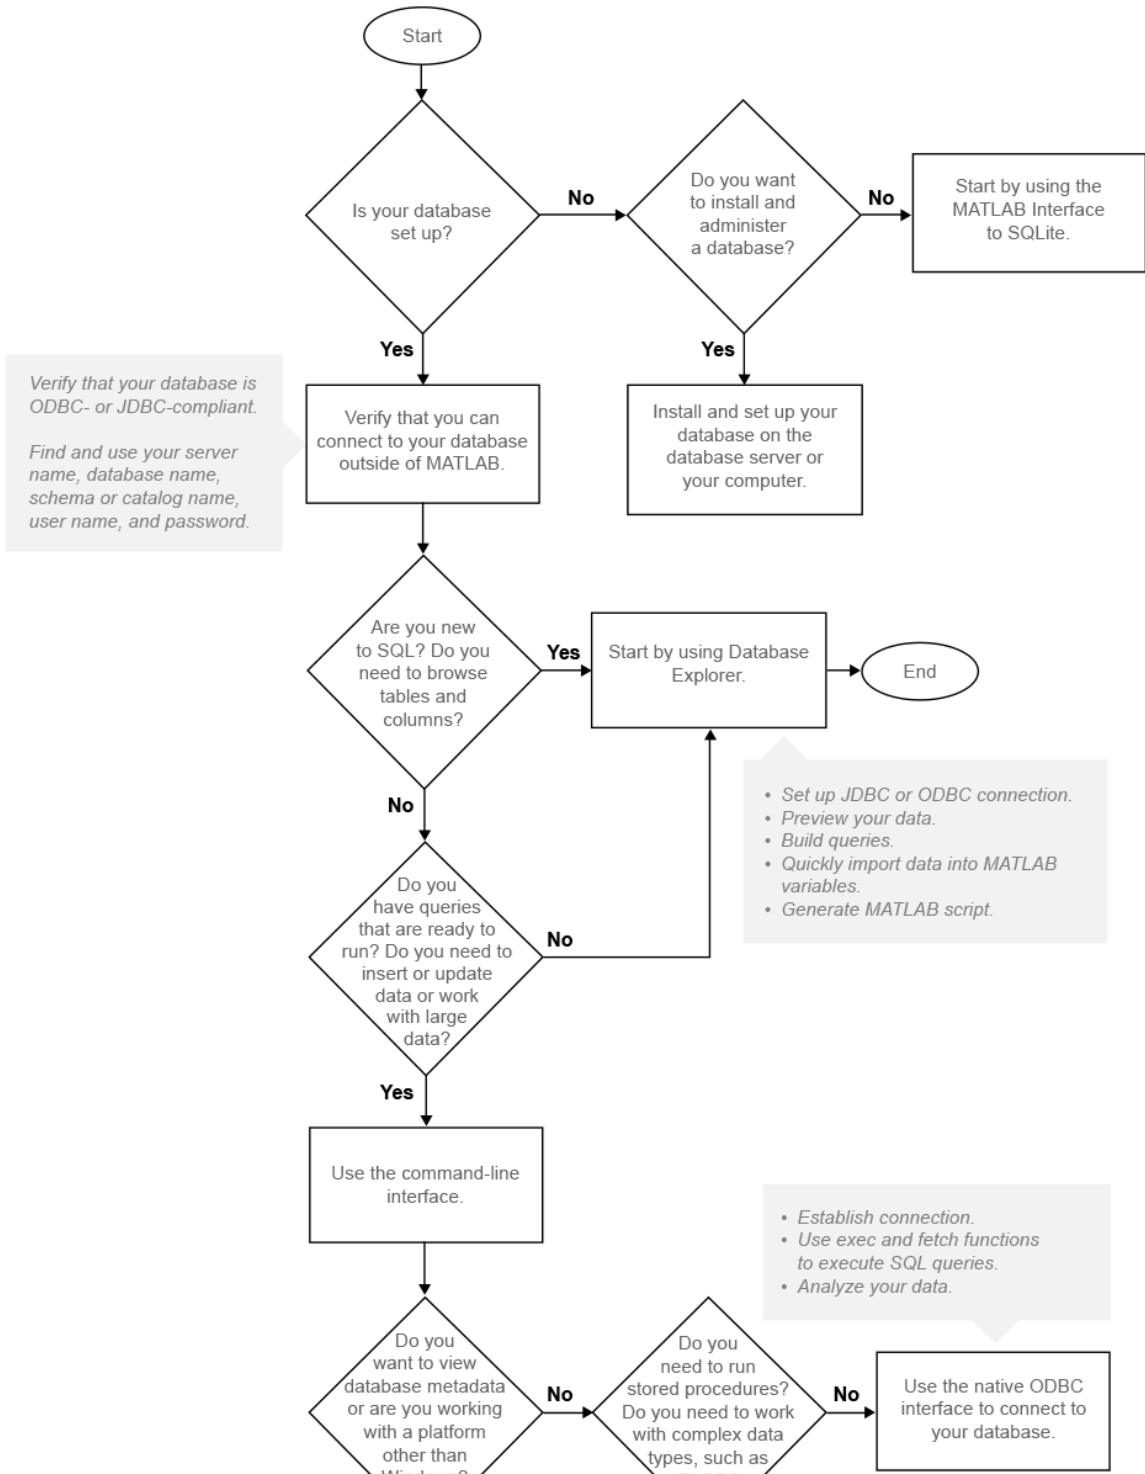 Start
Is your database
set up?
No
Do you want
to install and
administer
a database?
No
Start by using the
MATLAB Interface
to SQLite.
Yes
Yes
Verify that your database is
ODBC- or JDBC-compliant.
Find and use your server
name, database name,
schema or catalog name,
user name, and password.
Verify that you can
connect to your database
outside of MATLAB.
Install and set up your
database on the
database server or
your computer.
Are you new
to SQL? Do you
need to browse
tables and
columns?
Yes
Start by using Database
Explorer.
End
No
• Set up JDBC or ODBC connection.
• Preview your data.
• Build queries.
• Quickly import data into MATLAB
variables.
• Generate MATLAB script.
Do you
have queries
that are ready to
run? Do you need to
insert or update
data or work
with large
data?
No
Yes
Use the command-line
interface.
• Establish connection.
• Use exec and fetch functions
to execute SQL queries.
• Analyze your data.
Do you
want to view
database metadata
or are you working
with a platform
other than
Windows?
No
Do you
need to run
stored procedures?
Do you need to work
with complex data
types, such as
No
Use the native ODBC
interface to connect to
your database.